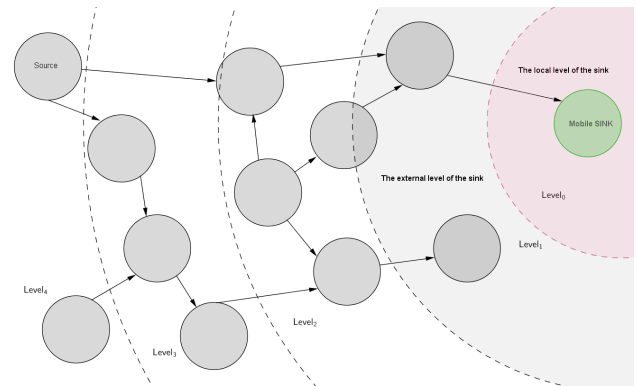 Source
The local level of the sink
Mobile SINK
The external level of the sink
Level₀
Level₁
Level₄
Level₂
Level₃